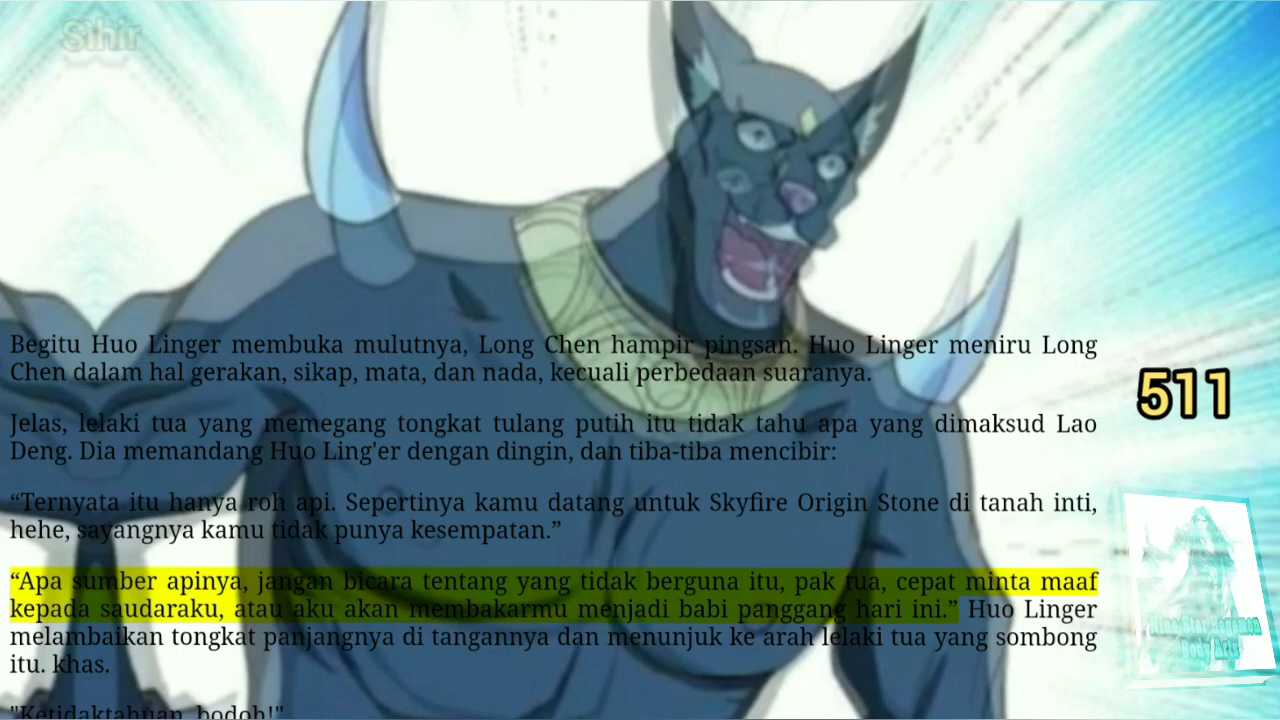 Sihir
Begitu Huo Linger membuka mulutnya, Long Chen hampir pingsan. Huo Linger meniru Long
Chen dalam hal gerakan, sikap, mata, dan nada, kecuali perbedaan suaranya.
Jelas, lelaki tua yang memegang tongkat tulang putih itu tidak tahu apa yang dimaksud Lao
Deng. Dia memandang Huo Ling'er dengan dingin, dan tiba-tiba mencibir:
“Ternyata itu hanya roh api. Sepertinya kamu datang untuk Skyfire Origin Stone di tanah inti,
hehe, sayangnya kamu tidak punya kesempatan.”
“Apa sumber apinya, jangan bicara tentang yang tidak berguna itu, pak tua, cepat minta maaf
kepada saudaraku, atau aku akan membakarmu menjadi babi panggang hari ini.” Huo Linger
melambaikan tongkat panjangnya di tangannya dan menunjuk ke arah lelaki tua yang sombong
itu. khas.
"Ketidaktahuan, bodoh!"
511
Nine Star Hegemon
Body Arts